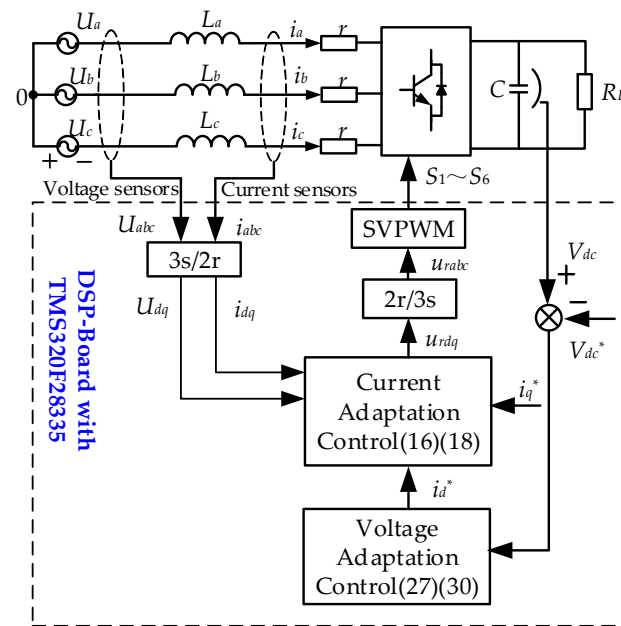 Ua
La
ia
r
Ub
Lb
ib
r
0
Uc
Lc
ic
r
+
−
C
Voltage sensors
Current sensors
S1~S6
Uabc
iabc
3s/2r
SVPWM
urabc
2r/3s
urdq
Udq
idq
Vdc
+
−
Vdc*
DSP-Board with
TMS320F28335
Current
Adaptation
Control(16)(18)
iq*
id*
Voltage
Adaptation
Control(27)(30)